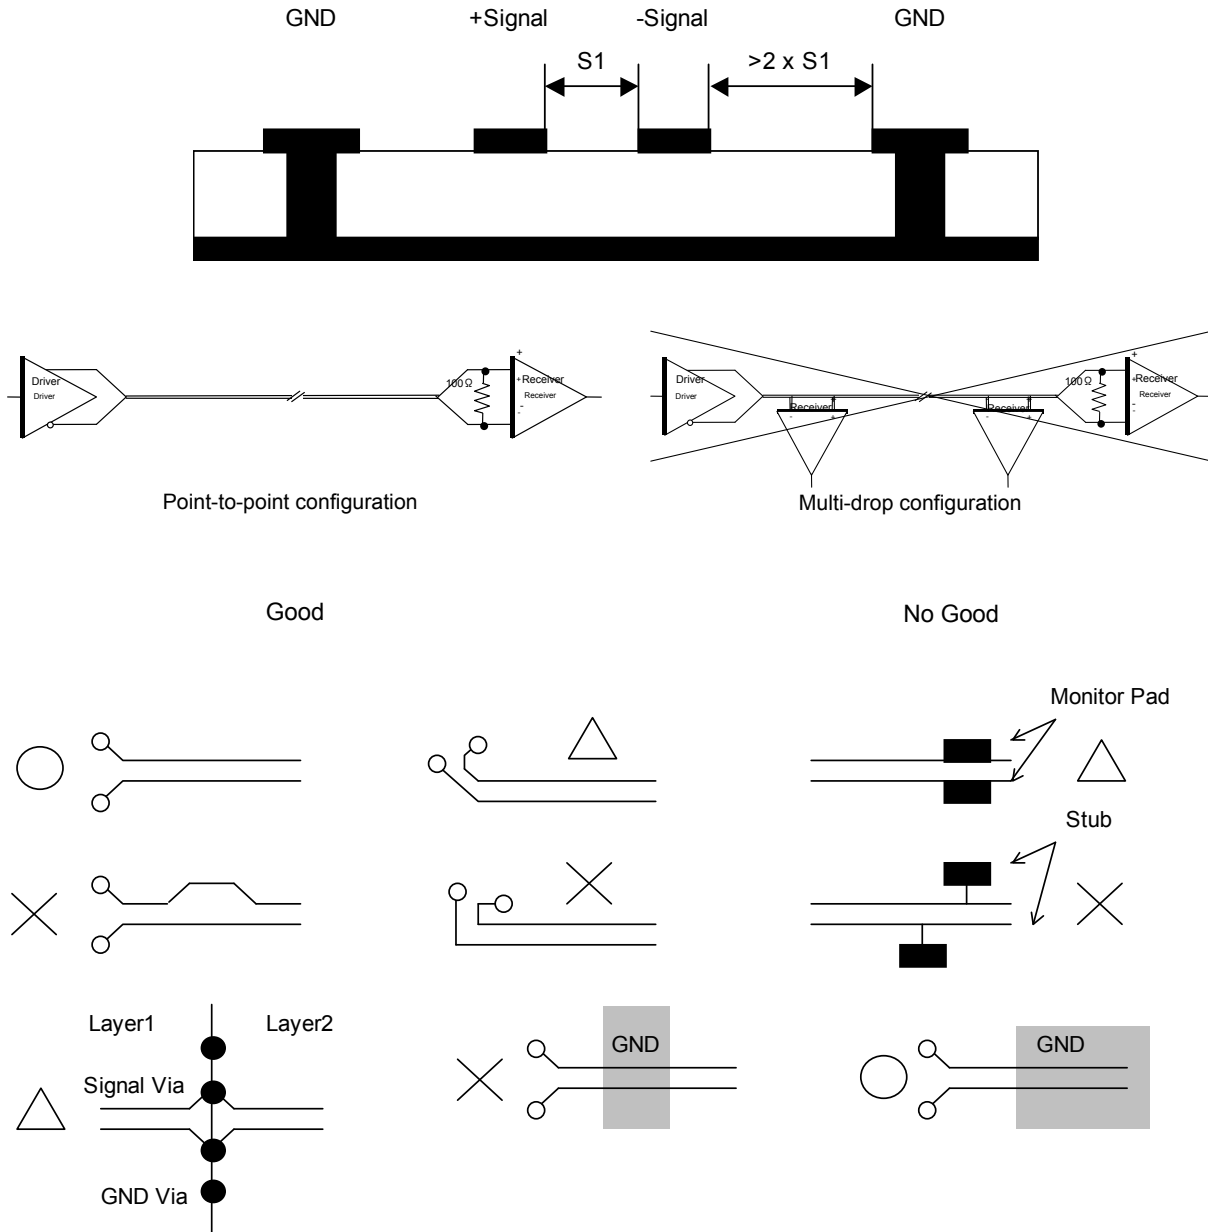 GND +Signal -Signal GND
S1 >2 x S1
Driver
Driver
100Ω
+
+Receiver
Receiver
-
-
Driver
Driver
Receiver
- +
Receiver
- +
100Ω
+
+
Receiver
Receiver
-
-
Point-to-point configuration
Multi-drop configuration
Good
No Good
Monitor Pad
Stub
Layer1 Layer2
Signal Via
GND Via
GND
GND